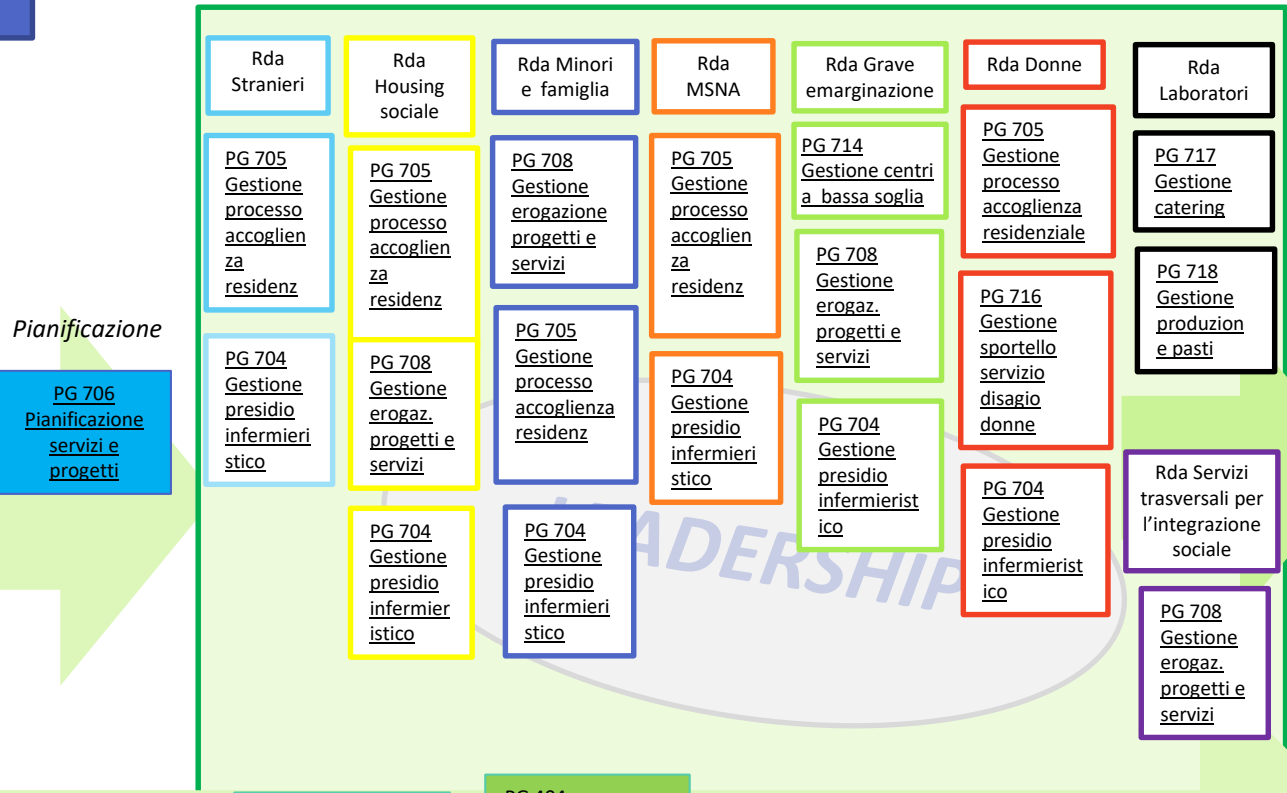 Rda
Stranieri
PG 705
Gestione
processo
accoglien
za
residenz
PG 704
Gestione
presidio
infermieri
stico
Rda
Housing
sociale
PG 705
Gestione
processo
accoglien
za
residenz
PG 708
Gestione
erogaz.
progetti e
servizi
PG 704
Gestione
presidio
infermier
istico
Rda Minori
e famiglia
PG 708
Gestione
erogazione
progetti e
servizi
PG 705
Gestione
processo
accoglienza
residenz
PG 704
Gestione
presidio
infermieri
stico
Rda
MSNA
PG 705
Gestione
processo
accoglien
za
residenz
PG 704
Gestione
presidio
infermieri
stico
Rda Grave
emarginazione
PG 714
Gestione centri
a bassa soglia
PG 708
Gestione
erogaz.
progetti e
servizi
PG 704
Gestione
presidio
infermierist
ico
Rda Donne
PG 705
Gestione
processo
accoglienza
residenziale
PG 716
Gestione
sportello
servizio
disagio
donne
PG 704
Gestione
presidio
infermierist
ico
Rda
Laboratori
PG 717
Gestione
catering
PG 718
Gestione
produzion
e pasti
Rda Servizi
trasversali per
l'integrazione
sociale
PG 708
Gestione
erogaz.
progetti e
servizi
Pianificazione
PG 706
Pianificazione
servizi e
progetti
ADERSHIP